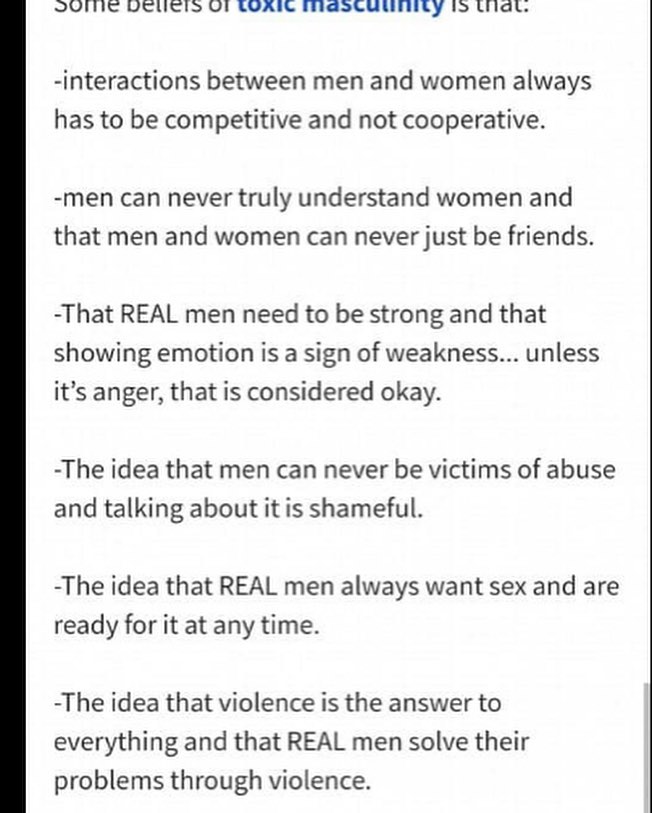 Some beliefs of toxic masculinity is that:
-interactions between men and women always
has to be competitive and not cooperative.
-men can never truly understand women and
that men and women can never just be friends.
-That REAL men need to be strong and that
showing emotion is a sign of weakness... unless
it’s anger, that is considered okay.
-The idea that men can never be victims of abuse
and talking about it is shameful.
-The idea that REAL men always want sex and are
ready for it at any time.
-The idea that violence is the answer to
everything and that REAL men solve their
problems through violence.